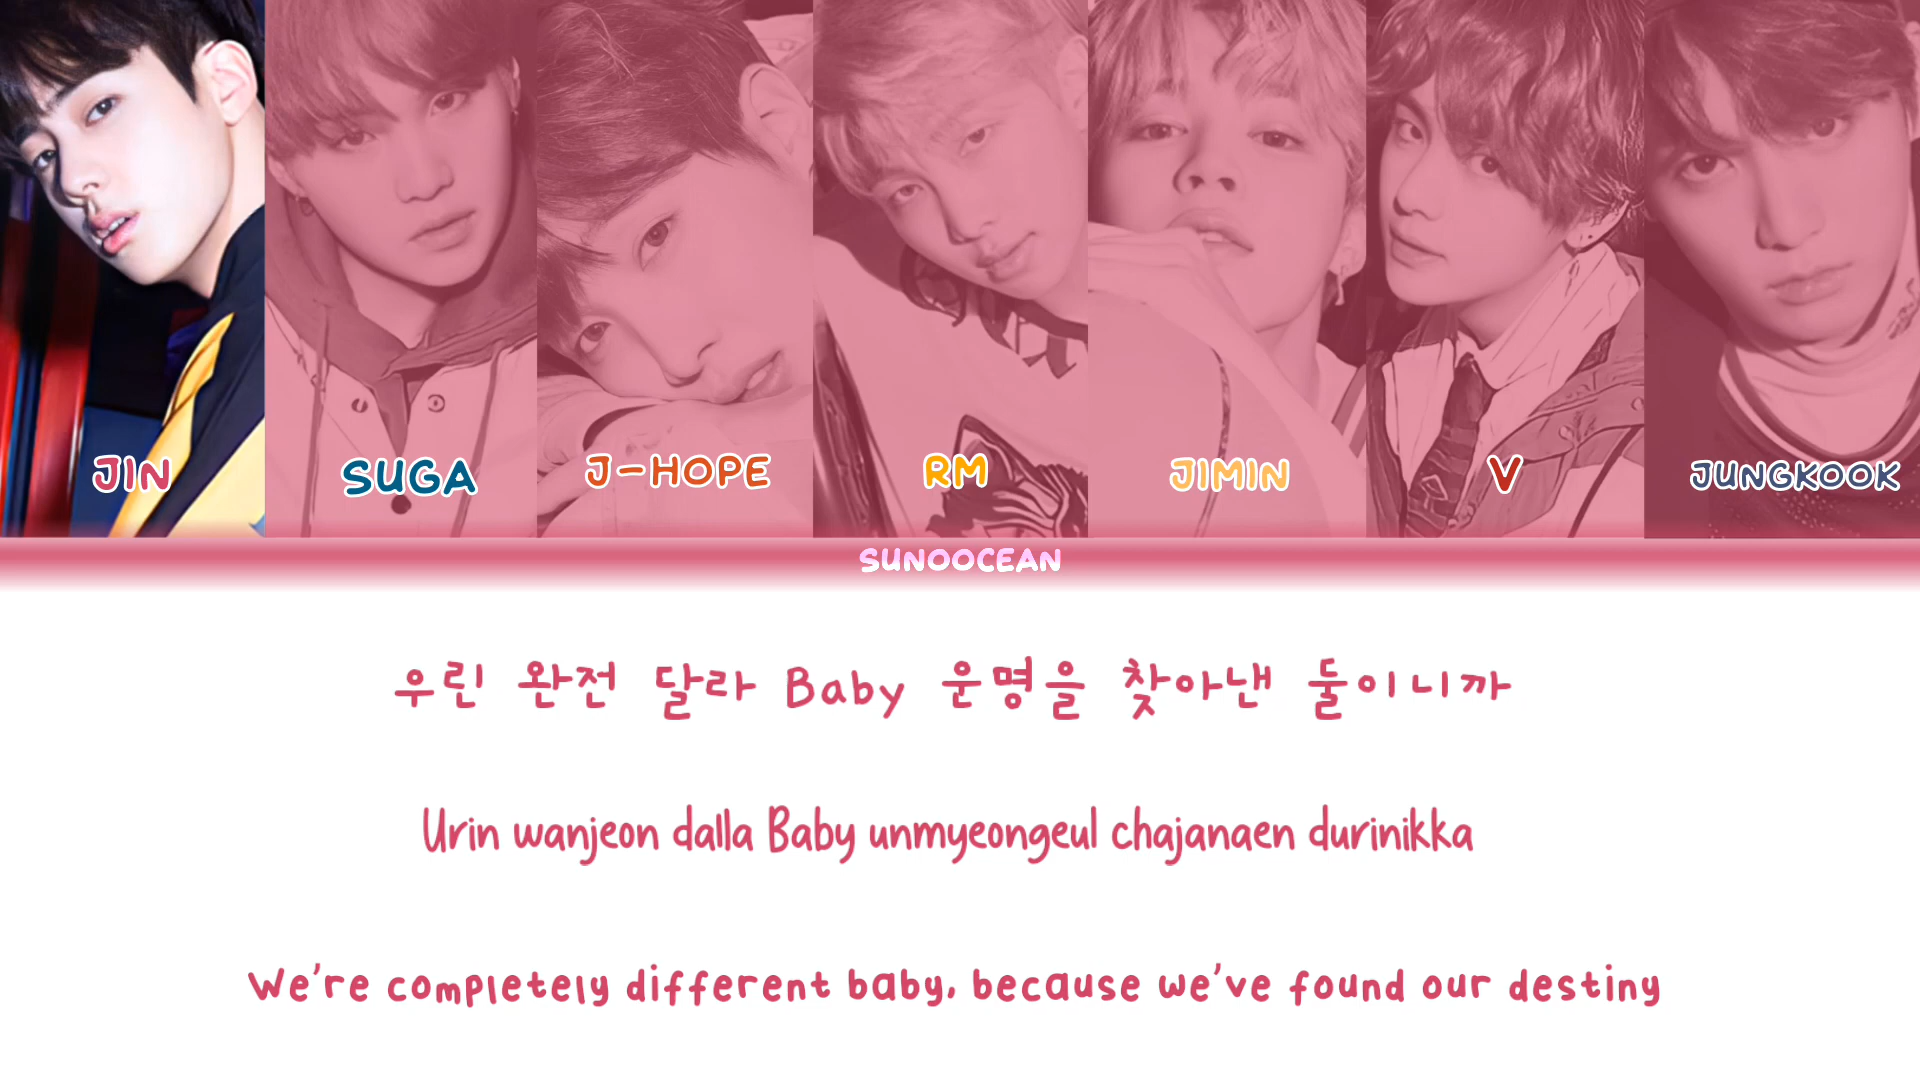 JIN SUGA J-HOPE RM JIMIN V JUNGKOOK
SUNOOCEAN
우린 완전 달라 Baby 운명을 찾아낸 둘이니까
Urin wanjeon dalla Baby unmyeongeul chajanaen durinikka
We're completely different baby, because we've found our destiny